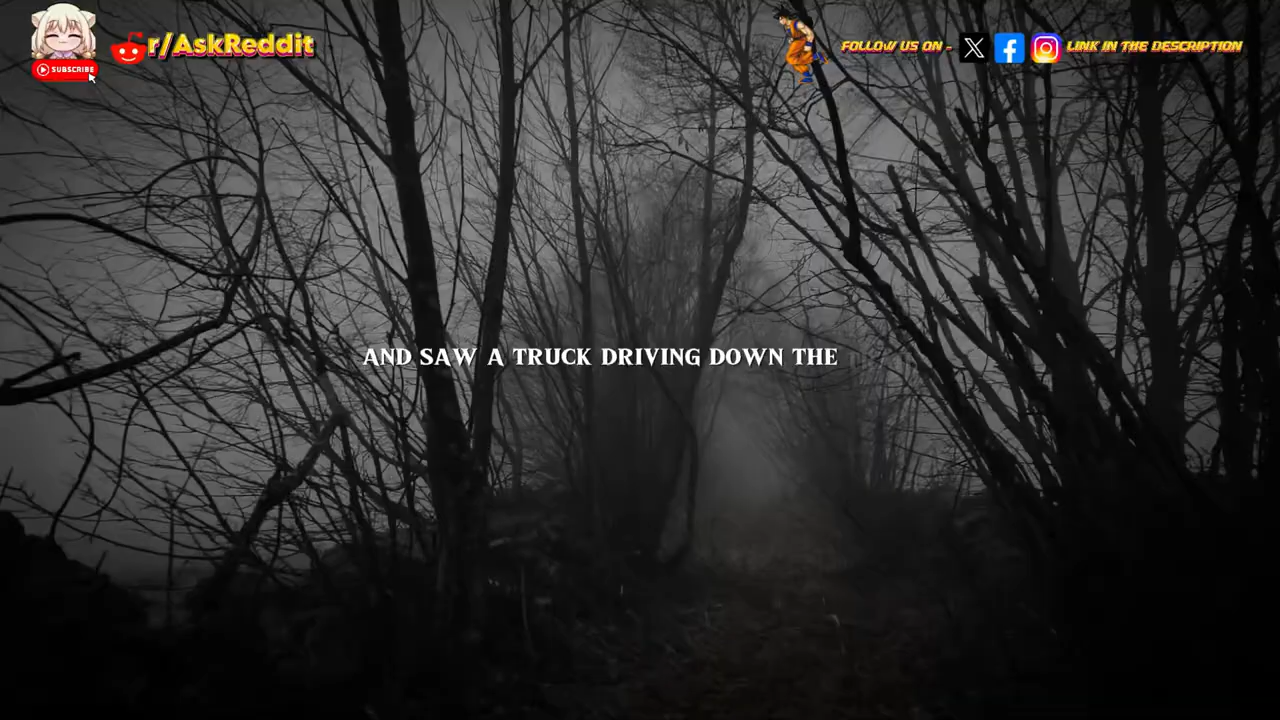 r/AskReddit
SUBSCRIBE
FOLLOW US ON -
LINK IN THE DESCRIPTION
AND SAW A TRUCK DRIVING DOWN THE